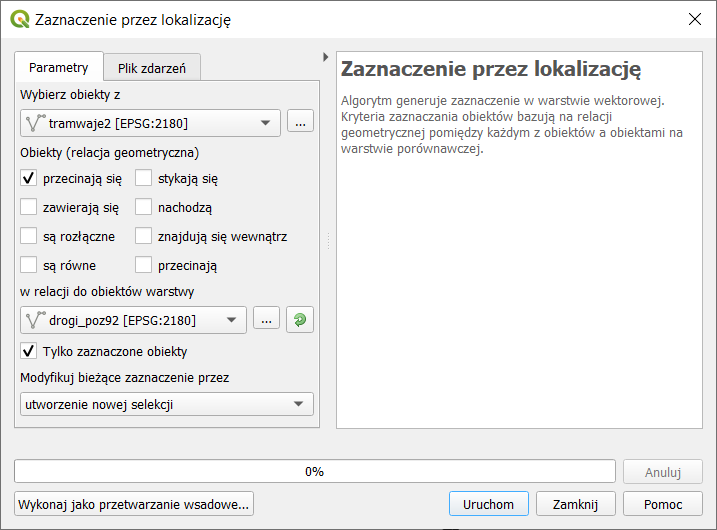 Zaznaczenie przez lokalizację
Parametry
Plik zdarzeń
Wybierz obiekty z
tramwaje2 [EPSG:2180]
...
Obiekty (relacja geometryczna)
przecinają się
stykają się
zawierają się
nachodzą
są rozłączne
znajdują się wewnątrz
są równe
przecinają
w relacji do obiektów warstwy
drogi_poz92 [EPSG:2180]
...
Tylko zaznaczone obiekty
Modyfikuj bieżące zaznaczenie przez
utworzenie nowej selekcji
Zaznaczenie przez lokalizację
Algorytm generuje zaznaczenie w warstwie wektorowej.
Kryteria zaznaczania obiektów bazują na relacji
geometrycznej pomiędzy każdym z obiektów a obiektami na
warstwie porównawczej.
0%
Anuluj
Wykonaj jako przetwarzanie wsadowe...
Uruchom
Zamknij
Pomoc